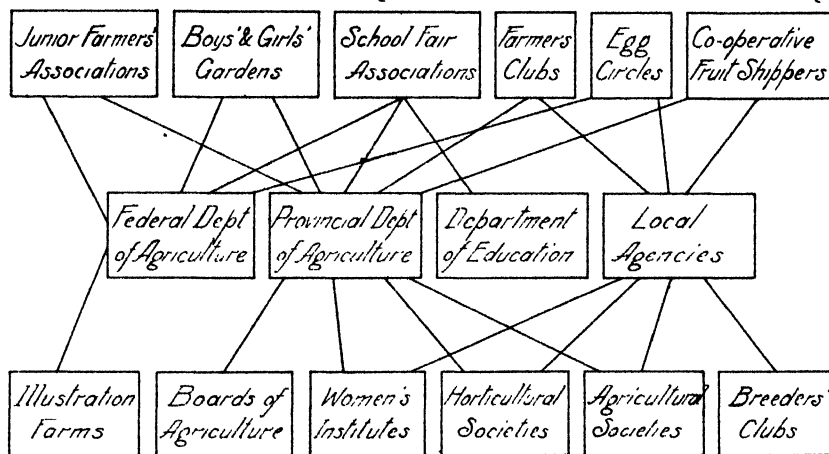 Junior Farmers'
Associations
Boys' & Girls'
Gardens
School Fair
Associations
Farmers
Clubs
Egg
Circles
Co-operative
Fruit Shippers
Federal Dept
of Agriculture
Provincial Dept
of Agriculture
Department
of Education
Local
Agencies
Illustration
Farms
Boards of
Agriculture
Women's
Institutes
Horticultural
Societies
Agricultural
Societies
Breeders'
Clubs